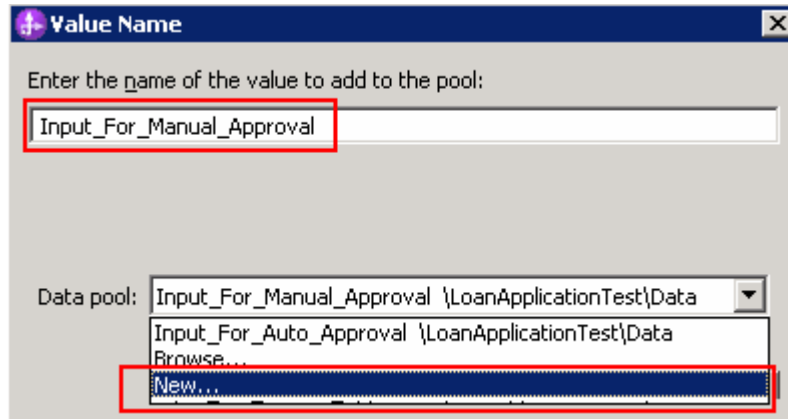 Value Name
Enter the name of the value to add to the pool:
Input_For_Manual_Approval
Data pool: Input_For_Manual_Approval \LoanApplicationTest\Data
Input_For_Auto_Approval \LoanApplicationTest\Data
Browse...
New...